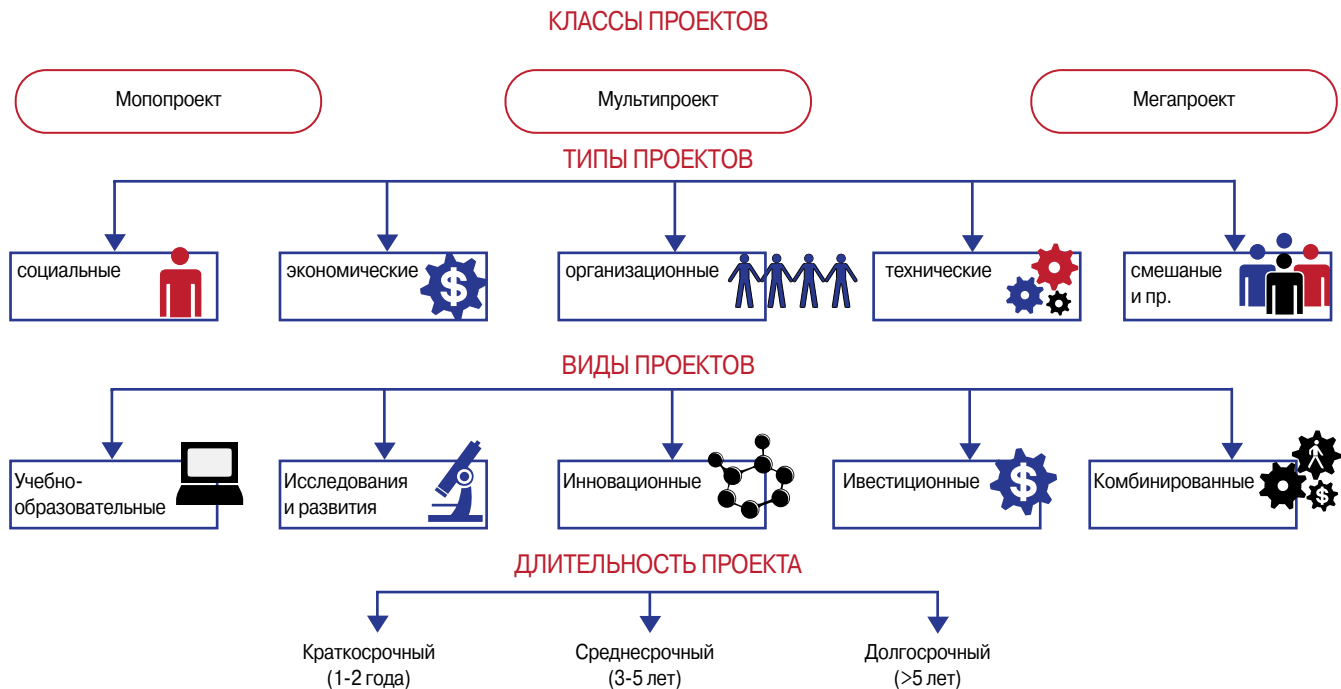 КЛАССЫ ПРОЕКТОВ
Мопопроект
Мультипроект
Мегапроект
ТИПЫ ПРОЕКТОВ
социальные
экономические
организационные
технические
смешаные
и пр.
ВИДЫ ПРОЕКТОВ
Учебно-
образовательные
Исследования
и развития
Инновационные
Ивестиционные
Комбинированные
ДЛИТЕЛЬНОСТЬ ПРОЕКТА
Краткосрочный
(1-2 года)
Среднесрочный
(3-5 лет)
Долгосрочный
(>5 лет)